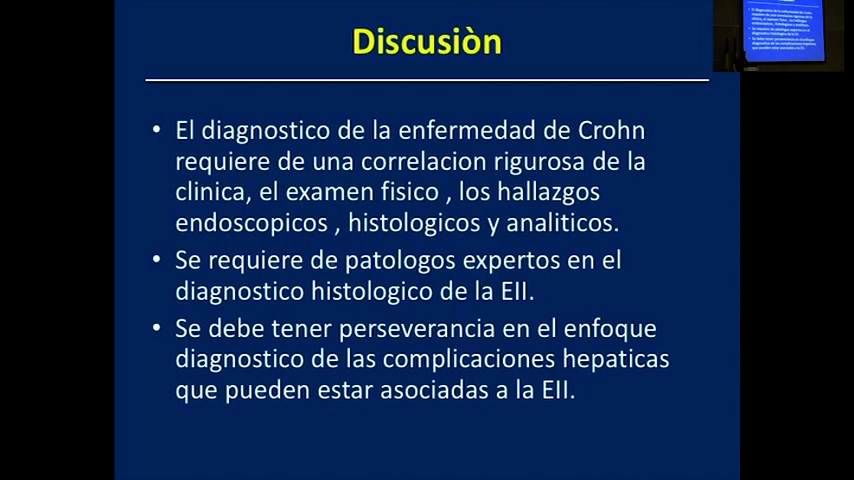 Discusiòn
• El diagnostico de la enfermedad de Crohn
requiere de una correlacion rigurosa de la
clinica, el examen fisico , los hallazgos
endoscopicos , histologicos y analiticos.
• Se requiere de patologos expertos en el
diagnostico histologico de la EII.
• Se debe tener perseverancia en el enfoque
diagnostico de las complicaciones hepaticas
que pueden estar asociadas a la EII.